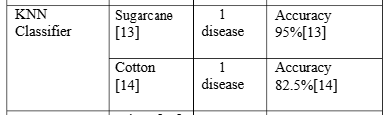 KNN Classifier
Sugarcane [13]
1 disease
Accuracy 95%[13]
Cotton [14]
1 disease
Accuracy 82.5%[14]